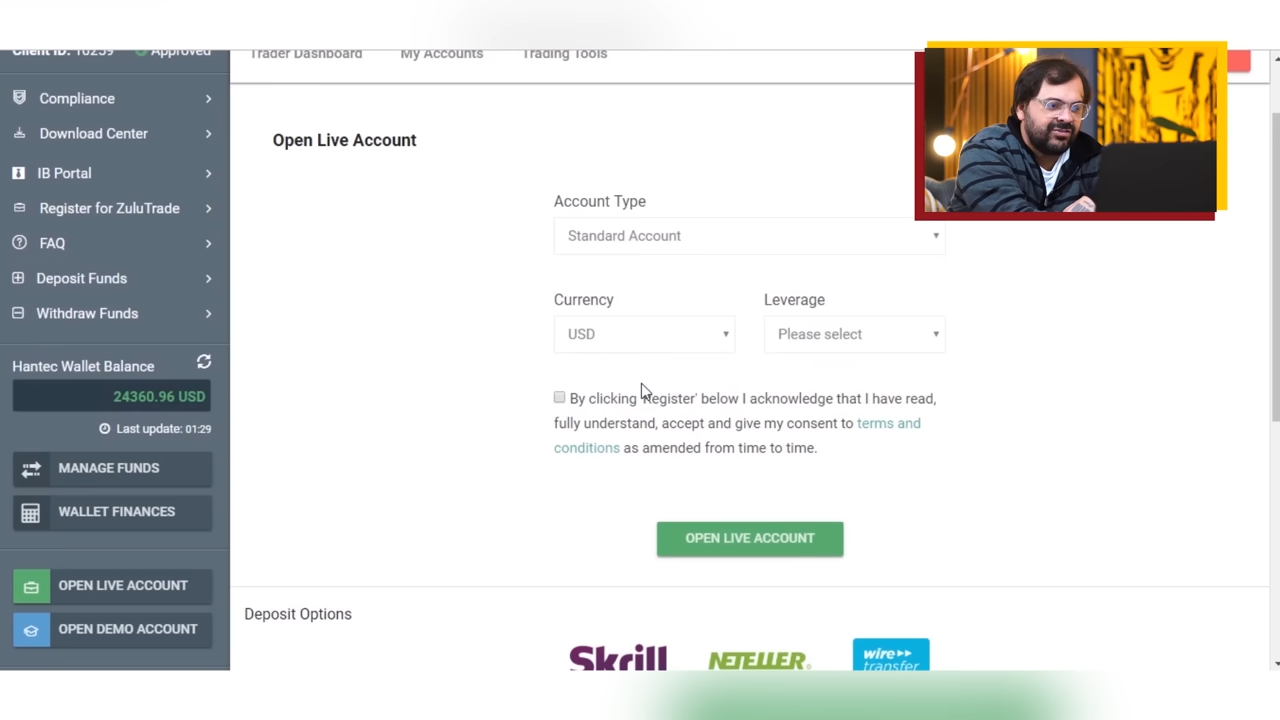 Client ID: 10259 Approved
Trader Dashboard My Accounts Trading Tools
Compliance
Download Center
IB Portal
Register for ZuluTrade
FAQ
Deposit Funds
Withdraw Funds
Hantec Wallet Balance
24360.96 USD
Last update: 01:29
MANAGE FUNDS
WALLET FINANCES
OPEN LIVE ACCOUNT
OPEN DEMO ACCOUNT
Open Live Account
Account Type
Standard Account
Currency Leverage
USD Please select
By clicking 'Register' below I acknowledge that I have read,
fully understand, accept and give my consent to terms and
conditions as amended from time to time.
OPEN LIVE ACCOUNT
Deposit Options
Skrill NETELLER wire
transfer